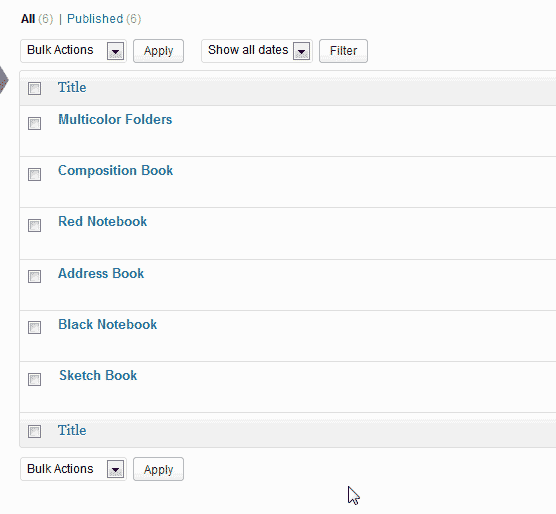 All (6) | Published (6)
Bulk Actions Apply Show all dates Filter
Title
Multicolor Folders
Composition Book
Red Notebook
Address Book
Black Notebook
Sketch Book
Title
Bulk Actions Apply